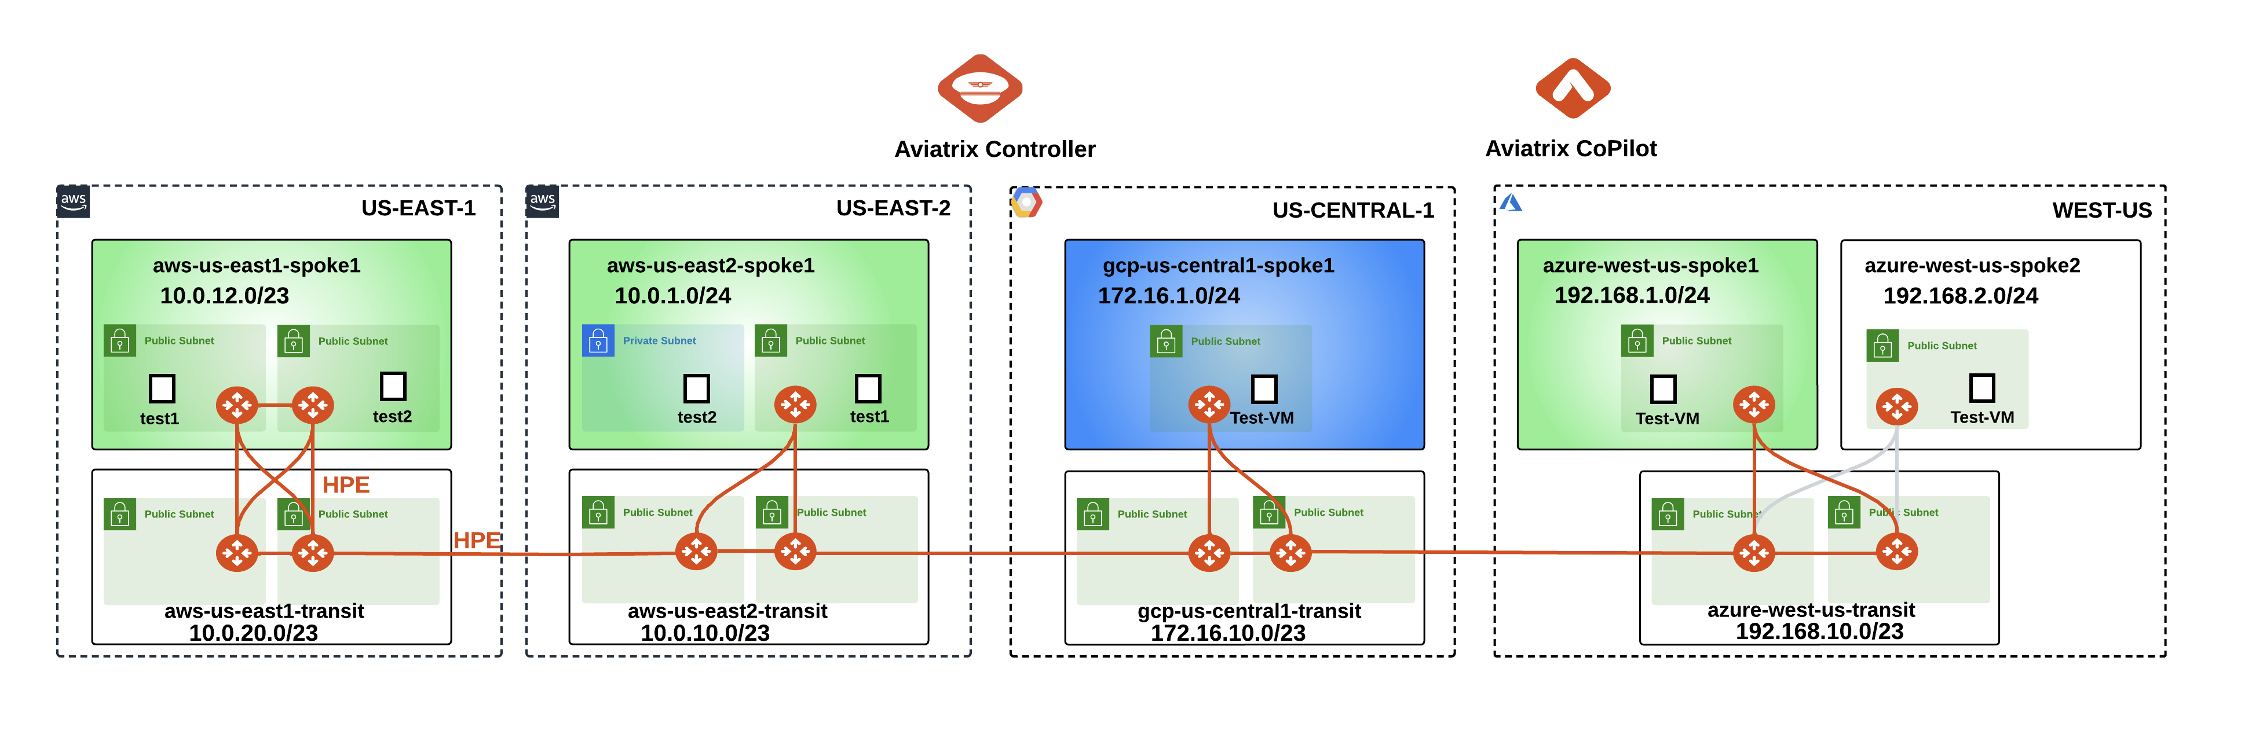 Aviatrix Controller
Aviatrix CoPilot
aws
US-EAST-1
aws-us-east1-spoke1
10.0.12.0/23
Public Subnet
Public Subnet
test1
test2
HPE
Public Subnet
Public Subnet
HPE
aws-us-east1-transit
10.0.20.0/23
aws
US-EAST-2
aws-us-east2-spoke1
10.0.1.0/24
Private Subnet
Public Subnet
test2
test1
Public Subnet
Public Subnet
aws-us-east2-transit
10.0.10.0/23
US-CENTRAL-1
gcp-us-central1-spoke1
172.16.1.0/24
Public Subnet
Test-VM
Public Subnet
Public Subnet
gcp-us-central1-transit
172.16.10.0/23
WEST-US
azure-west-us-spoke1
192.168.1.0/24
Public Subnet
Test-VM
azure-west-us-spoke2
192.168.2.0/24
Public Subnet
Test-VM
Public Subnet
Public Subnet
azure-west-us-transit
192.168.10.0/23